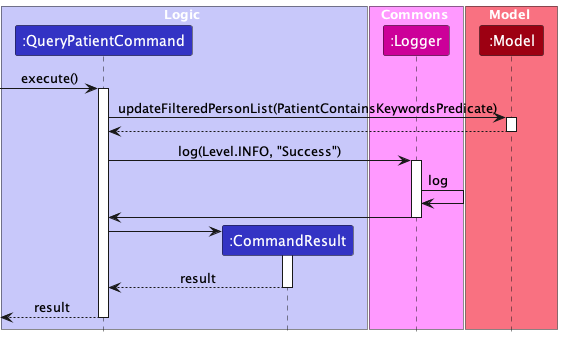 Logic
Commons
Model
:QueryPatientCommand
:Logger
:Model
execute()
updateFilteredPersonList(PatientContainsKeywordsPredicate)
log(Level.INFO, "Success")
log
:CommandResult
result
result